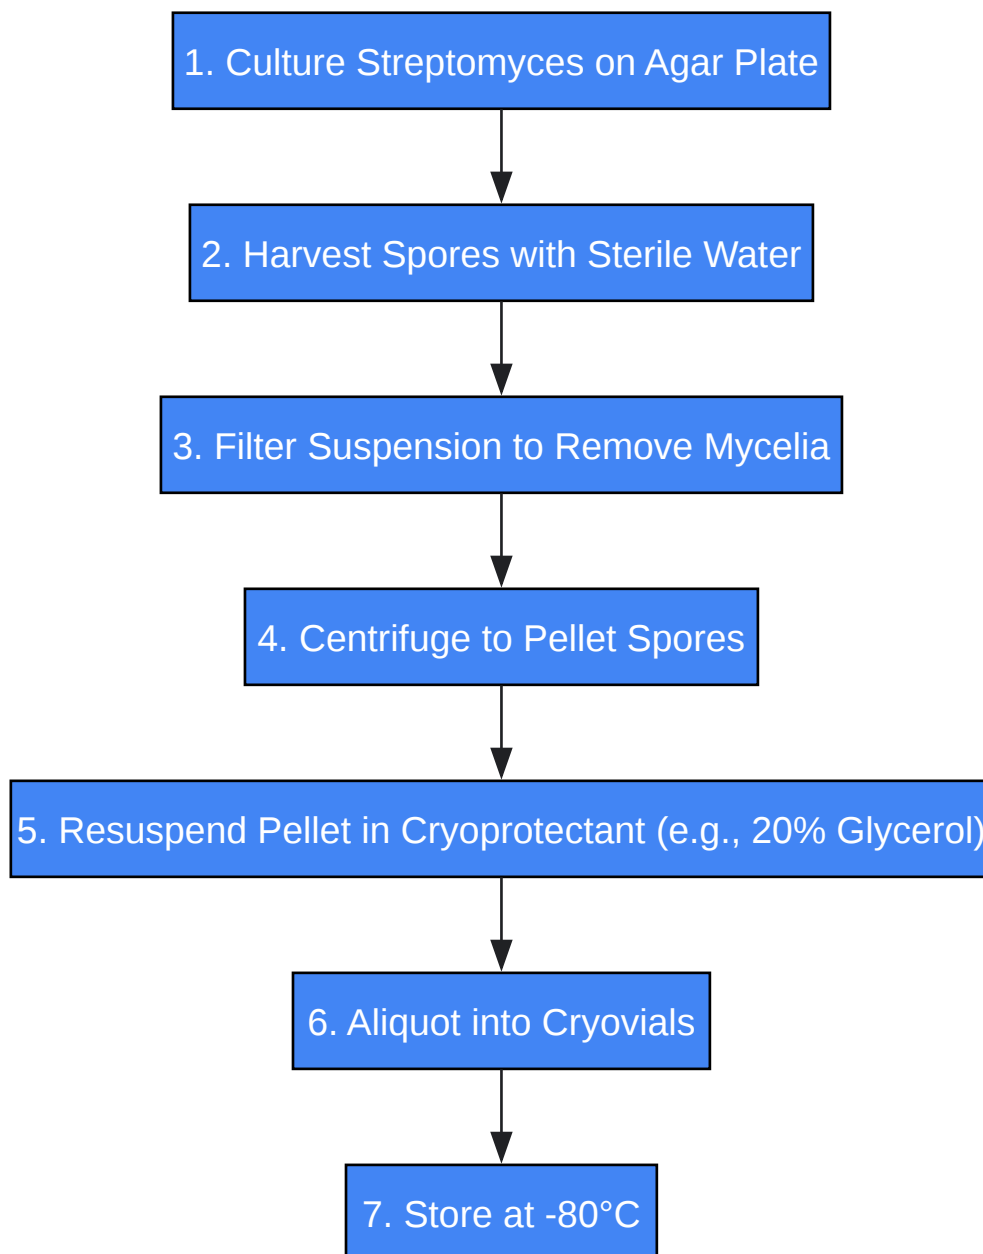 1. Culture Streptomyces on Agar Plate
2. Harvest Spores with Sterile Water
3. Filter Suspension to Remove Mycelia
4. Centrifuge to Pellet Spores
5. Resuspend Pellet in Cryoprotectant (e.g., 20% Glycerol)
6. Aliquot into Cryovials
7. Store at -80°C